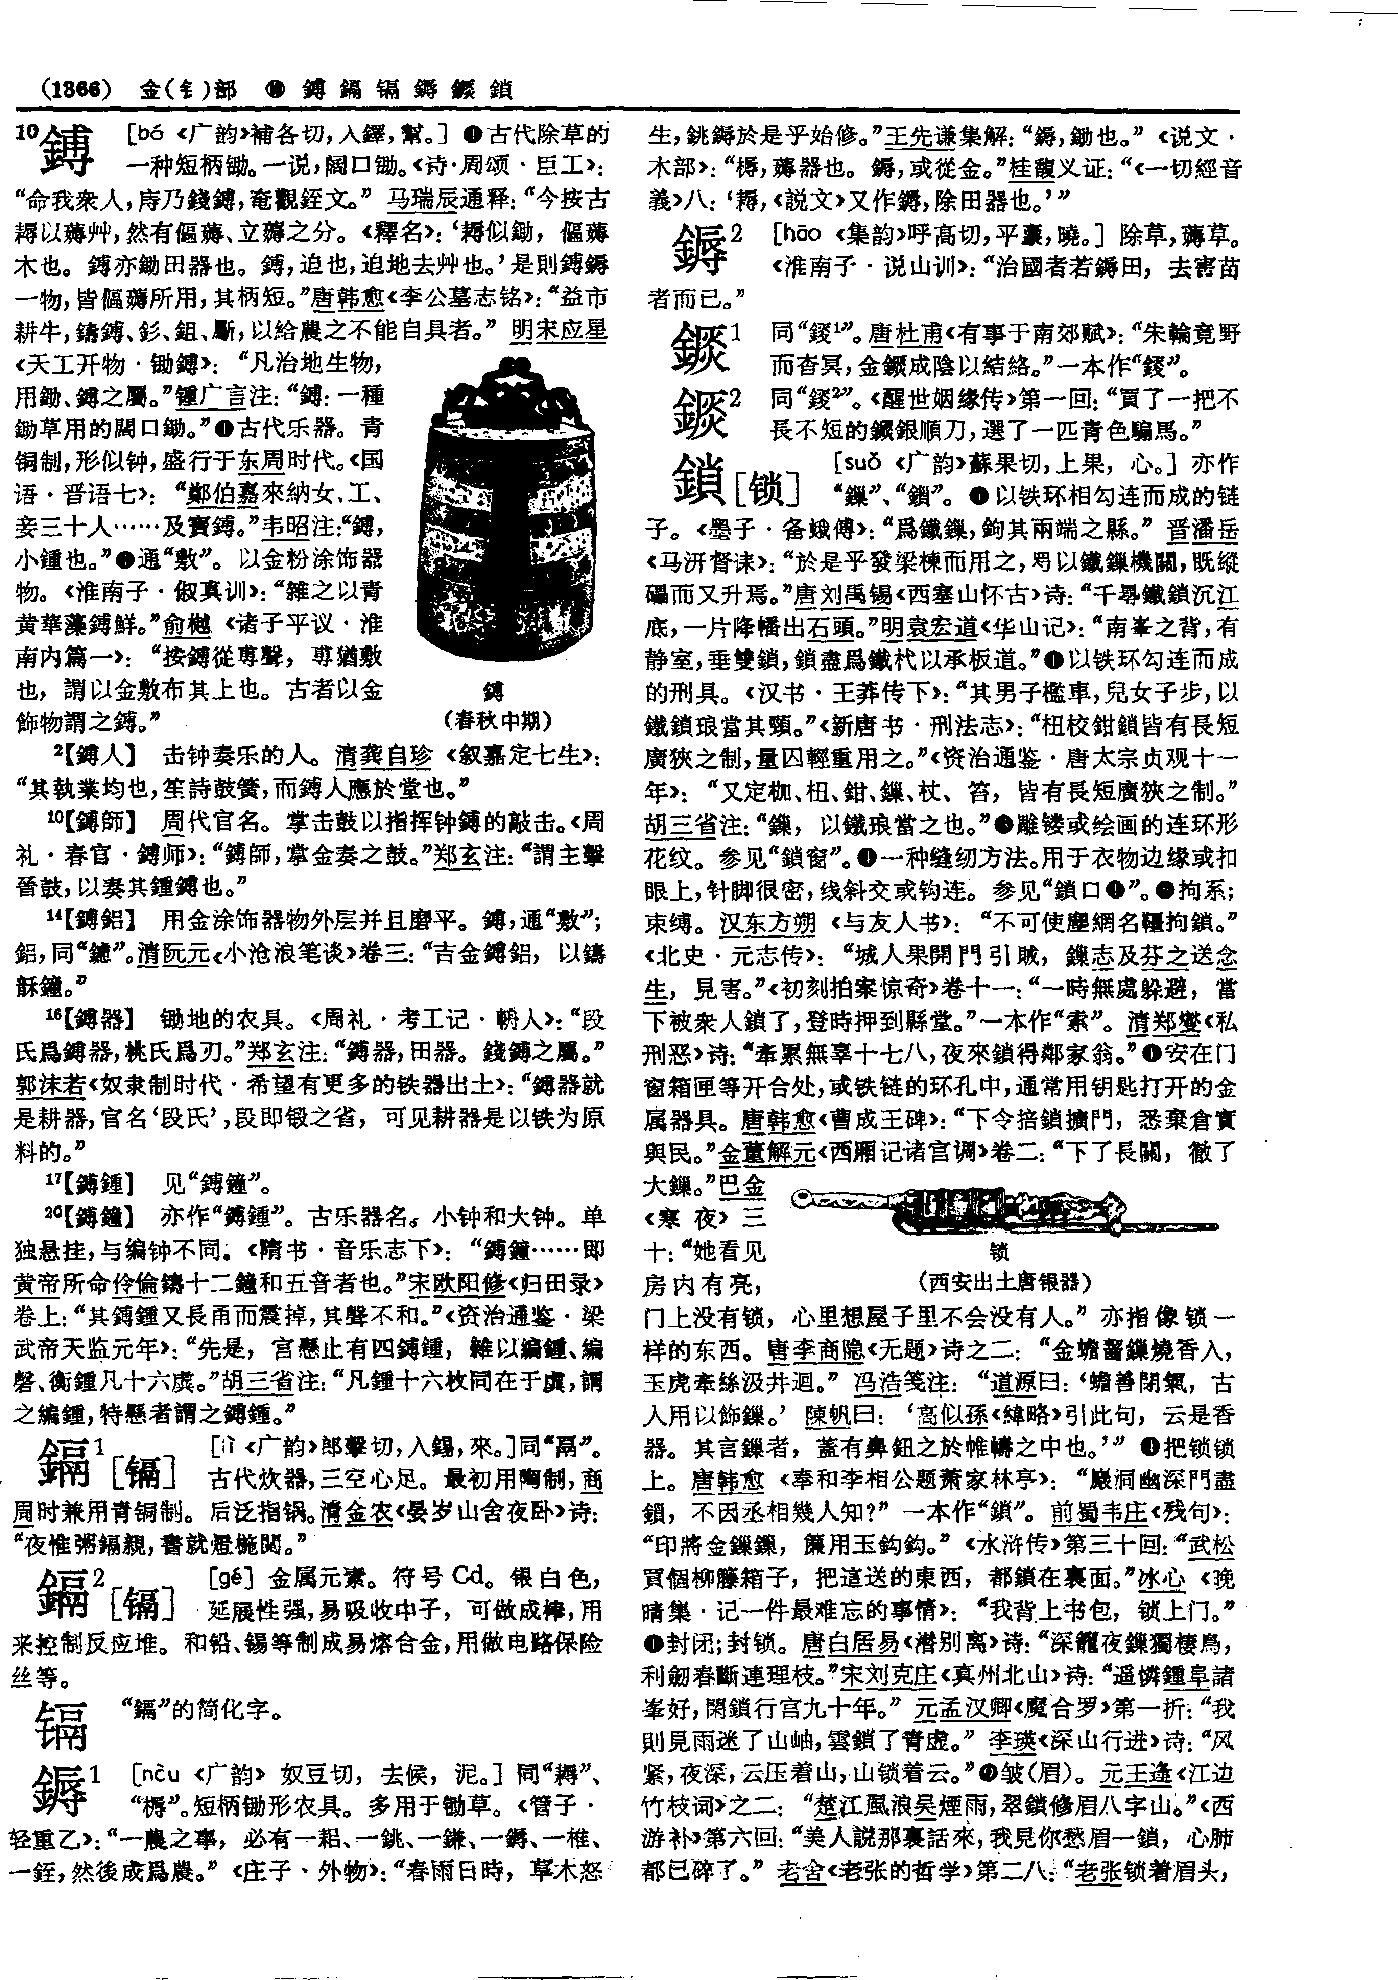 (1366) 金(钅)部 ⑩ 鎛 鎘 镉 鎒 鏾 鎖
10鎛 [bó《广韵》補各切,入鐸,幫。] ❶古代除草的
一种短柄锄。一说,阔口锄。《诗·周颂·臣工》:
“命我衆人,庤乃錢鎛,奄觀銍艾。”马瑞辰通释:“今按古
耨以薅艸,然有傴薅、立薅之分。《釋名》:‘耨似鋤,傴薅
木也。鎛亦鋤田器也。鎛,迫也,迫地去艸也。’是則鎛鎒
一物,皆傴薅所用,其柄短。”唐韩愈《李公墓志铭》:“益市
耕牛,鑄鎛、釤、鉏、斸,以給農之不能自具者。”明宋应星
《天工开物·锄鎛》:“凡治地生物,
用鋤、鎛之屬。”锺广言注:“鎛:一種
鋤草用的闊口鋤。”❷古代乐器。青
铜制,形似钟,盛行于东周时代。《国
语·晋语七》:“鄭伯嘉來納女、工、
妾三十人……及寶鎛。”韦昭注:“鎛,
小鍾也。”❸通“敷”。以金粉涂饰器
物。《淮南子·俶真训》:“雜之以青
黄華藻鎛鮮。”俞樾《诸子平议·淮
南内篇一》:“按鎛從尃聲,尃猶敷
也,謂以金敷布其上也。古者以金
飾物謂之鎛。”
鎛
(春秋中期)
2【鎛人】 击钟奏乐的人。清龚自珍《叙嘉定七生》:
“其執業均也,笙詩鼓簧,而鎛人應於堂也。”
10【鎛師】 周代官名。掌击鼓以指挥钟鎛的敲击。《周
礼·春官·鎛师》:“鎛師,掌金奏之鼓。”郑玄注:“謂主擊
晉鼓,以奏其鍾鎛也。”
14【鎛鋁】 用金涂饰器物外层并且磨平。鎛,通“敷”;
鋁,同“鑢”。清阮元《小沧浪笔谈》卷三:“吉金鎛鋁,以鑄
龢鐘。”
16【鎛器】 锄地的农具。《周礼·考工记·輈人》:“段
氏爲鎛器,桃氏爲刃。”郑玄注:“鎛器,田器。錢鎛之屬。”
郭沫若《奴隶制时代·希望有更多的铁器出土》:“鎛器就
是耕器,官名‘段氏’,段即锻之省,可见耕器是以铁为原
料的。”
17【鎛鍾】 见“鎛鐘”。
20【鎛鐘】 亦作“鎛鍾”。古乐器名。小钟和大钟。单
独悬挂,与编钟不同。《隋书·音乐志下》:“鎛鐘……即
黄帝所命伶倫鑄十二鐘和五音者也。”宋欧阳修《归田录》
卷上:“其鎛鍾又長甬而震掉,其聲不和。”《资治通鉴·梁
武帝天监元年》:“先是,宫懸止有四鎛鍾,雜以編鍾、編
磬、衡鍾凡十六虡。”胡三省注:“凡鍾十六枚同在于虡,謂
之編鍾,特懸者謂之鎛鍾。”
鎘1[镉] [lì《广韵》郎擊切,入錫,來。]同“鬲”。
古代炊器,三空心足。最初用陶制,商
周时兼用青铜制。后泛指锅。清金农《晏岁山舍夜卧》诗:
“夜惟粥鎘親,書就燈檠閲。”
鎘2[镉] [gé] 金属元素。符号Cd。银白色,
延展性强,易吸收中子,可做成棒,用
来控制反应堆。和铅、锡等制成易熔合金,用做电路保险
丝等。
镉 “鎘”的简化字。
鎒1 [nòu《广韵》奴豆切,去候,泥。] 同“耨”、
“槈”。短柄锄形农具。多用于锄草。《管子·
轻重乙》:“一農之事,必有一耜、一銚、一鎌、一鎒、一椎、
一銍,然後成爲農。”《庄子·外物》:“春雨日時,草木怒
生,銚鎒於是乎始修。”王先谦集解:“鎒,鋤也。”《说文·
木部》:“槈,薅器也。鎒,或從金。”桂馥义证:“《一切經音
義》八:‘耨,《説文》又作鎒,除田器也。’”
鎒2 [hāo《集韵》呼高切,平豪,曉。] 除草,薅草。
《淮南子·说山训》:“治國者若鎒田,去害苗
者而已。”
1 同“鍐1”。唐杜甫《有事于南郊赋》:“朱輪竟野
而杳冥,金鏾成陰以結絡。”一本作“鍐”。
2 同“鍐2”。《醒世姻缘传》第一回:“買了一把不
長不短的鏾銀順刀,選了一匹青色騸馬。”
鎖[锁] [suǒ《广韵》蘇果切,上果,心。] 亦作
“鏁”、“鎻”。❶以铁环相勾连而成的链
子。《墨子·备蛾傅》:“爲鐵鏁,鉤其兩端之縣。”晋潘岳
《马汧督诔》:“於是乎發梁棟而用之,𦊅以鐵鏁機關,既縱
礧而又升焉。”唐刘禹锡《西塞山怀古》诗:“千尋鐵鎖沉江
底,一片降幡出石頭。”明袁宏道《华山记》:“南峯之背,有
静室,垂雙鎖,鎖盡爲鐵杙以承板道。”❷以铁环勾连而成
的刑具。《汉书·王莽传下》:“其男子檻車,兒女子步,以
鐵鎖琅當其頸。”《新唐书·刑法志》:“杻校鉗鎖皆有長短
廣狹之制,量囚輕重用之。”《资治通鉴·唐太宗贞观十一
年》:“又定枷、杻、鉗、鏁、杖、笞,皆有長短廣狹之制。”
胡三省注:“鏁,以鐵琅當之也。”❸雕镂或绘画的连环形
花纹。参见“鎖窗”。❹一种缝纫方法。用于衣物边缘或扣
眼上,针脚很密,线斜交或钩连。参见“鎖口❶”。❺拘系;
束缚。汉东方朔《与友人书》:“不可使塵網名韁拘鎖。”
《北史·元志传》:“城人果開門引賊,鏁志及芬之送念
生,見害。”《初刻拍案惊奇》卷十一:“一時無處躲避,當
下被衆人鎖了,登時押到縣堂。”一本作“索”。清郑燮《私
刑恶》诗:“牽累無辜十七八,夜來鎖得鄰家翁。”❻安在门
窗箱匣等开合处,或铁链的环孔中,通常用钥匙打开的金
属器具。唐韩愈《曹成王碑》:“下令掊鎖擴門,悉棄倉實
與民。”金董解元《西厢记诸宫调》卷二:“下了長關,徹了
大鏁。”巴金
《寒夜》三
十:“她看见
房内有亮,
锁
(西安出土唐银器)
门上没有锁,心里想屋子里不会没有人。”亦指像锁一
样的东西。唐李商隐《无题》诗之二:“金蟾齧鏁燒香入,
玉虎牽絲汲井迴。”冯浩笺注:“道源曰:‘蟾善閉氣,古
人用以飾鏁。’陳帆曰:‘高似孫《緯略》引此句,云是香
器。其言鏁者,蓋有鼻鈕之於帷幬之中也。’”❼把锁锁
上。唐韩愈《奉和李相公题萧家林亭》:“巖洞幽深門盡
鎖,不因丞相幾人知?”一本作“鎻”。前蜀韦庄《残句》:
“印將金鏁鏁,簾用玉鈎鈎。”《水浒传》第三十回:“武松
買個柳籐箱子,把這送的東西,都鎖在裏面。”冰心《晚
晴集·记一件最难忘的事情》:“我背上书包,锁上门。”
❽封闭;封锁。唐白居易《潜别离》诗:“深籠夜鏁獨棲鳥,
利劒春斷連理枝。”宋刘克庄《真州北山》诗:“遥憐鍾阜諸
峯好,閑鎖行宫九十年。”元孟汉卿《魔合罗》第一折:“我
則見雨迷了山岫,雲鎖了青虚。”李瑛《深山行进》诗:“风
紧,夜深,云压着山,山锁着云。”❾皱(眉)。元王逢《江边
竹枝词》之二:“楚江風浪吴煙雨,翠鎖修眉八字山。”《西
游补》第六回:“美人説那裏話來,我見你愁眉一鎖,心肺
都已碎了。”老舍《老张的哲学》第二八:“老张锁着眉头,